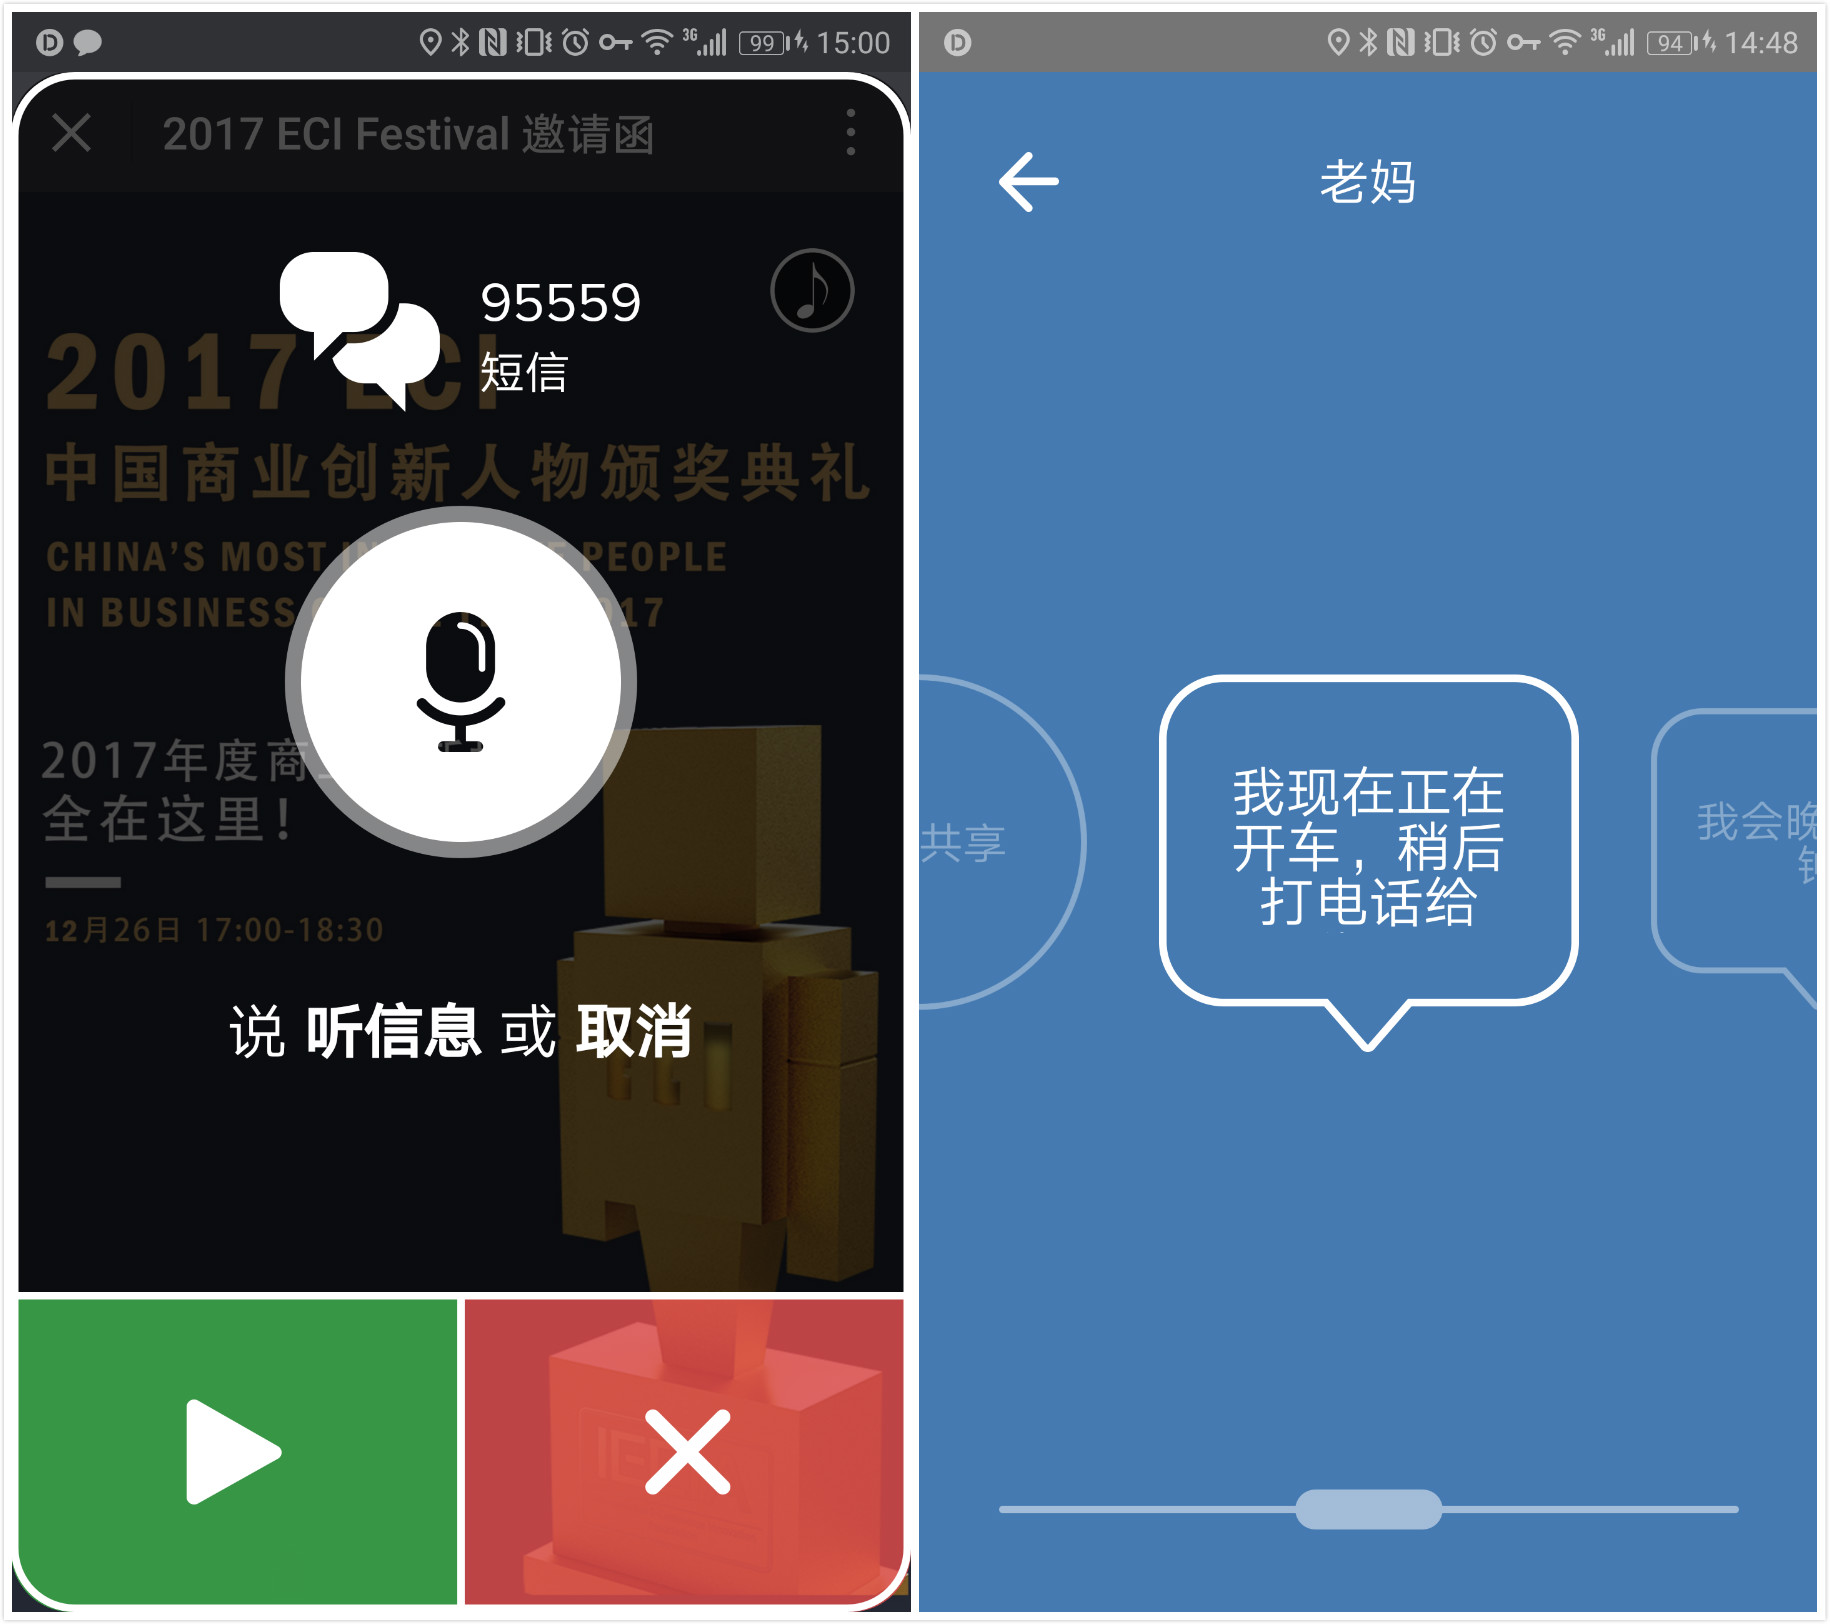 99
15:00
2017 ECI Festival 邀请函
95559
短信
2017 ECI
中国商业创新人物颁奖典礼
CHINA'S MOST PEOPLE
IN BUSINESS 17
2017年度商
全在这里！
12月26日 17:00-18:30
说 听信息 或 取消
3G
94
14:48
老妈
共享
我现在正在
开车，稍后
打电话给
我会晚